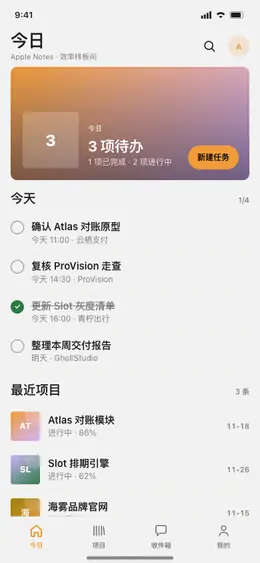 9:41
今日
A
Apple Notes · 效率样板间
3
今日
3 项待办
1 项已完成 · 2 项进行中
新建任务
今天
1/4
确认 Atlas 对账原型
今天 11:00 · 云栖支付
复核 ProVision 走查
今天 14:30 · ProVision
更新 Slot 灰度清单
今天 16:00 · 青柠出行
整理本周交付报告
明天 · GhollStudio
最近项目
3 条
AT
Atlas 对账模块
进行中 · 86%
11-18
SL
Slot 排期引擎
进行中 · 62%
11-26
海
海雾品牌官网
11-15
今日
项目
收件箱
我的